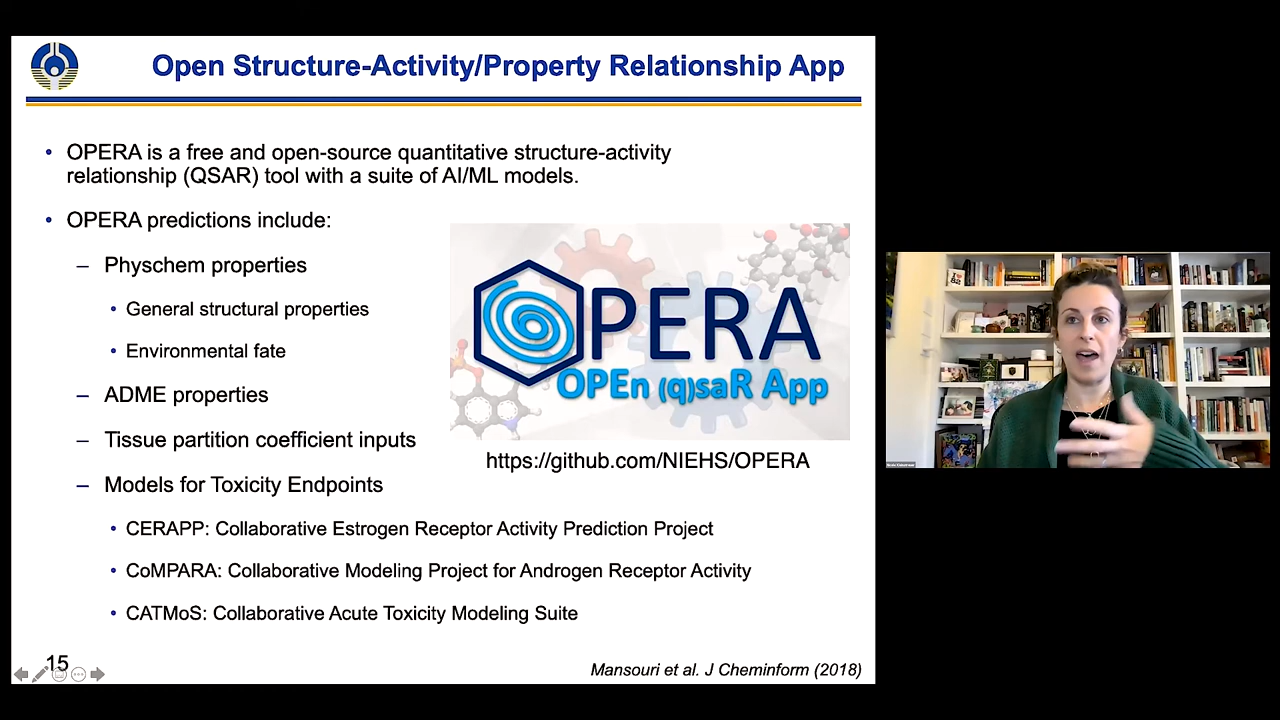 Open Structure-Activity/Property Relationship App
• OPERA is a free and open-source quantitative structure-activity
relationship (QSAR) tool with a suite of AI/ML models.
• OPERA predictions include:
– Physchem properties
• General structural properties
• Environmental fate
– ADME properties
– Tissue partition coefficient inputs
– Models for Toxicity Endpoints
• CERAPP: Collaborative Estrogen Receptor Activity Prediction Project
• CoMPARA: Collaborative Modeling Project for Androgen Receptor Activity
• CATMoS: Collaborative Acute Toxicity Modeling Suite
OPERA
OPEn (q)saR App
https://github.com/NIEHS/OPERA
15
Mansouri et al. J Cheminform (2018)